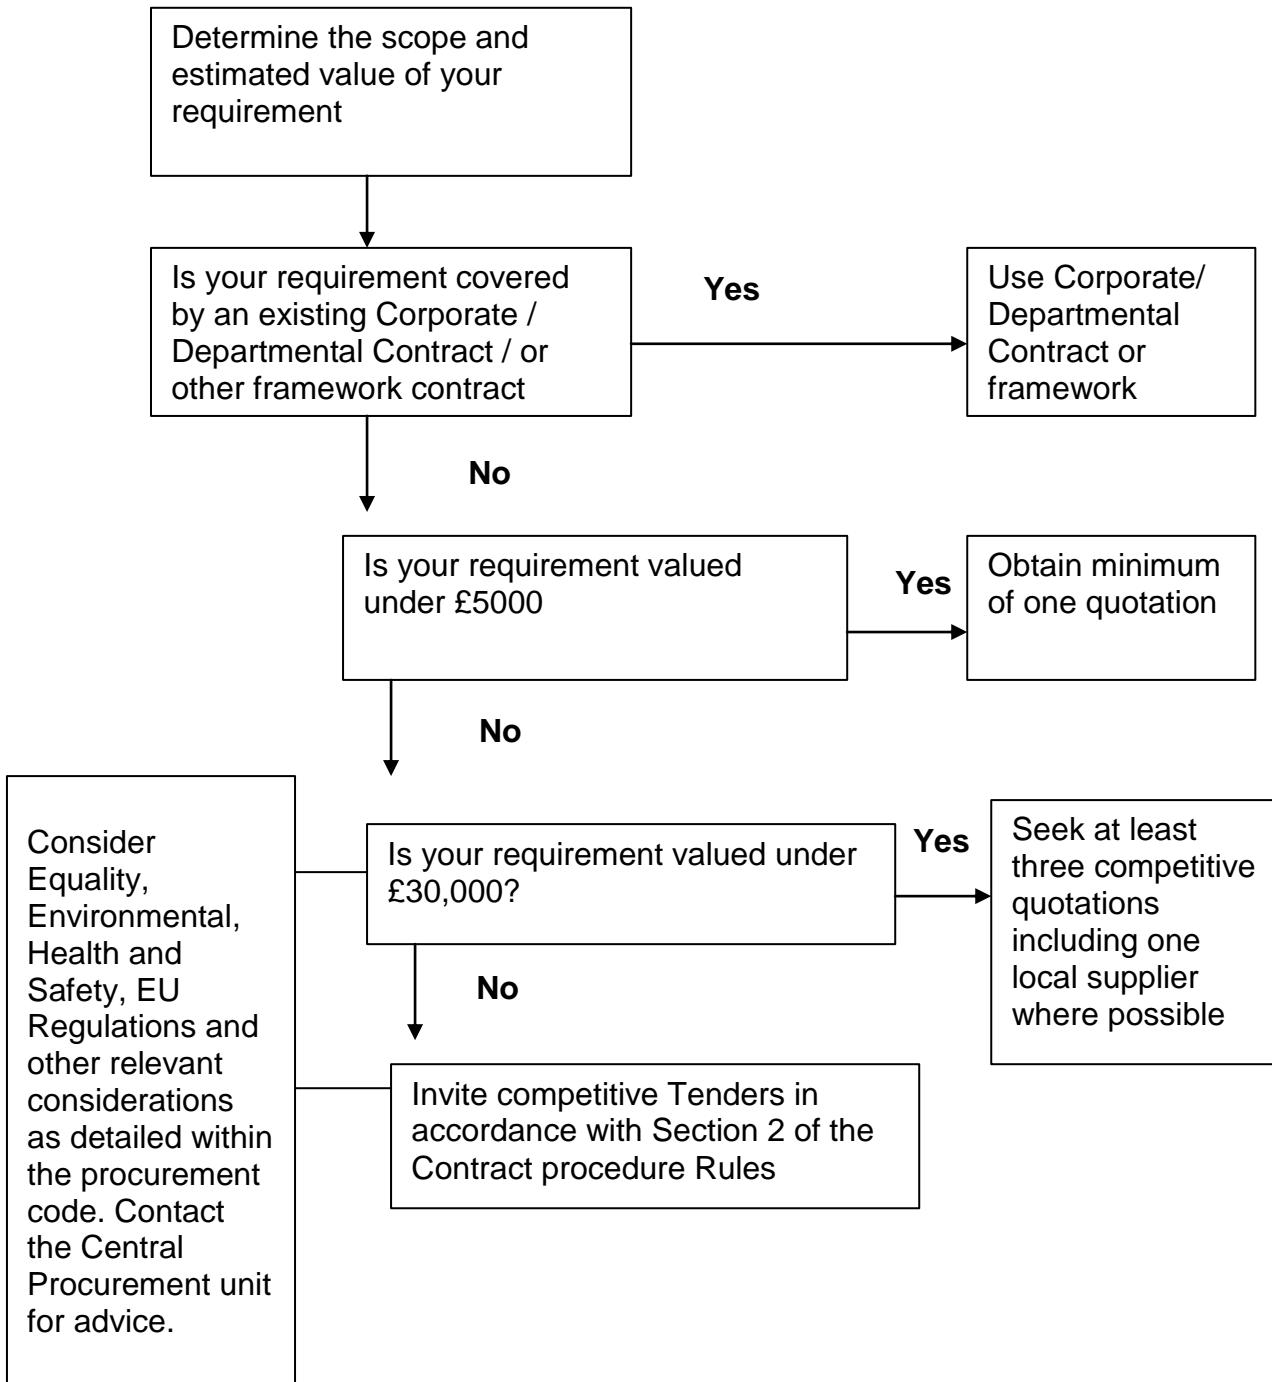 Determine the scope and
estimated value of your
requirement
Is your requirement covered
by an existing Corporate /
Departmental Contract / or
other framework contract
Yes
Use Corporate/
Departmental
Contract or
framework
No
Is your requirement valued
under £5000
Yes
Obtain minimum
of one quotation
No
Consider
Equality,
Environmental,
Health and
Safety, EU
Regulations and
other relevant
considerations
as detailed within
the procurement
code. Contact
the Central
Procurement unit
for advice.
Is your requirement valued under
£30,000?
Yes
Seek at least
three competitive
quotations
including one
local supplier
where possible
No
Invite competitive Tenders in
accordance with Section 2 of the
Contract procedure Rules